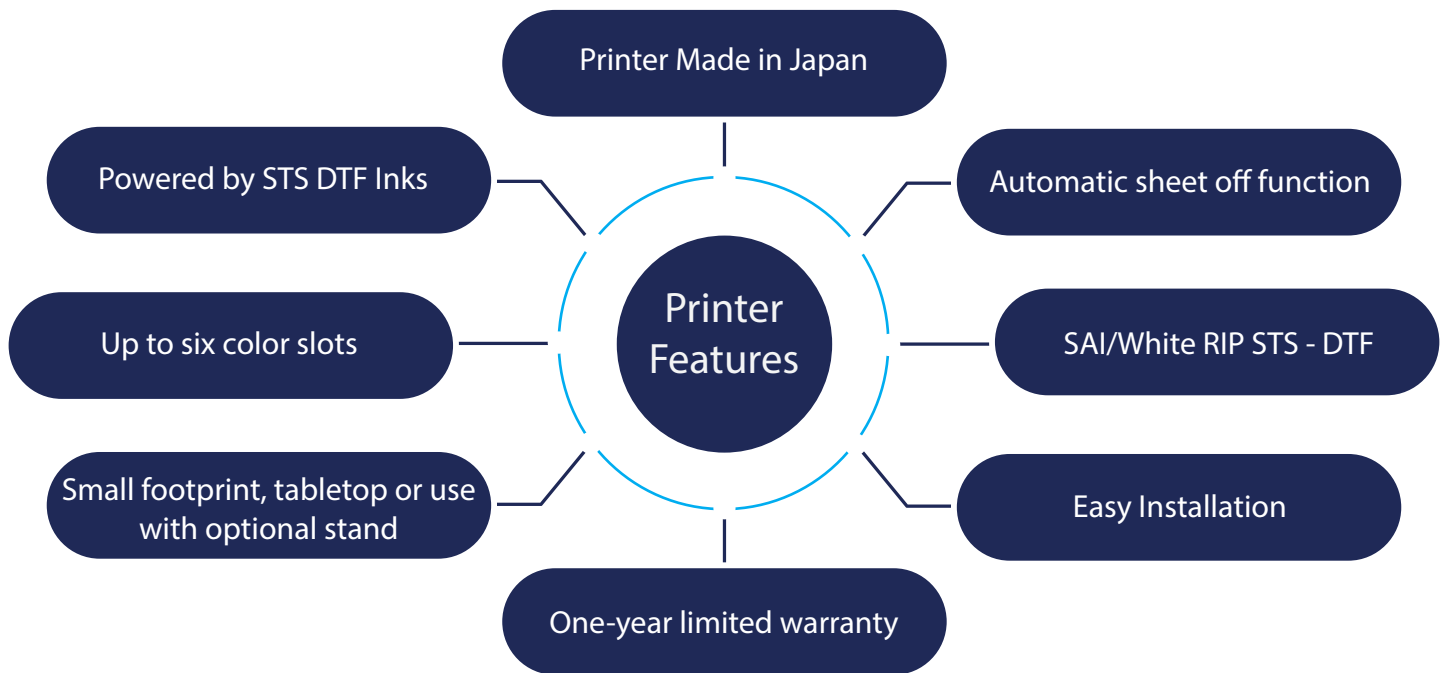 Printer Made in Japan
Powered by STS DTF Inks
Automatic sheet off function
Printer
Features
Up to six color slots
SAI/White RIP STS - DTF
Small footprint, tabletop or use
with optional stand
Easy Installation
One-year limited warranty